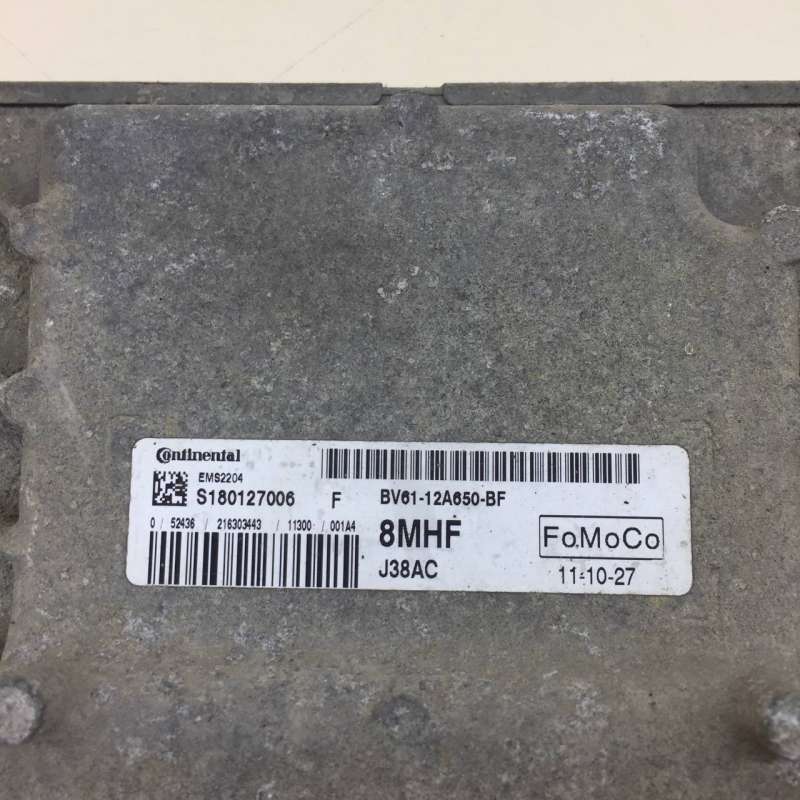 Continental
EMS2204
S180127006 F BV61-12A650-BF
0 / 52436 / 216303443 / 11300 / 001A4
8MHF
FoMoCo
J38AC
11-10-27